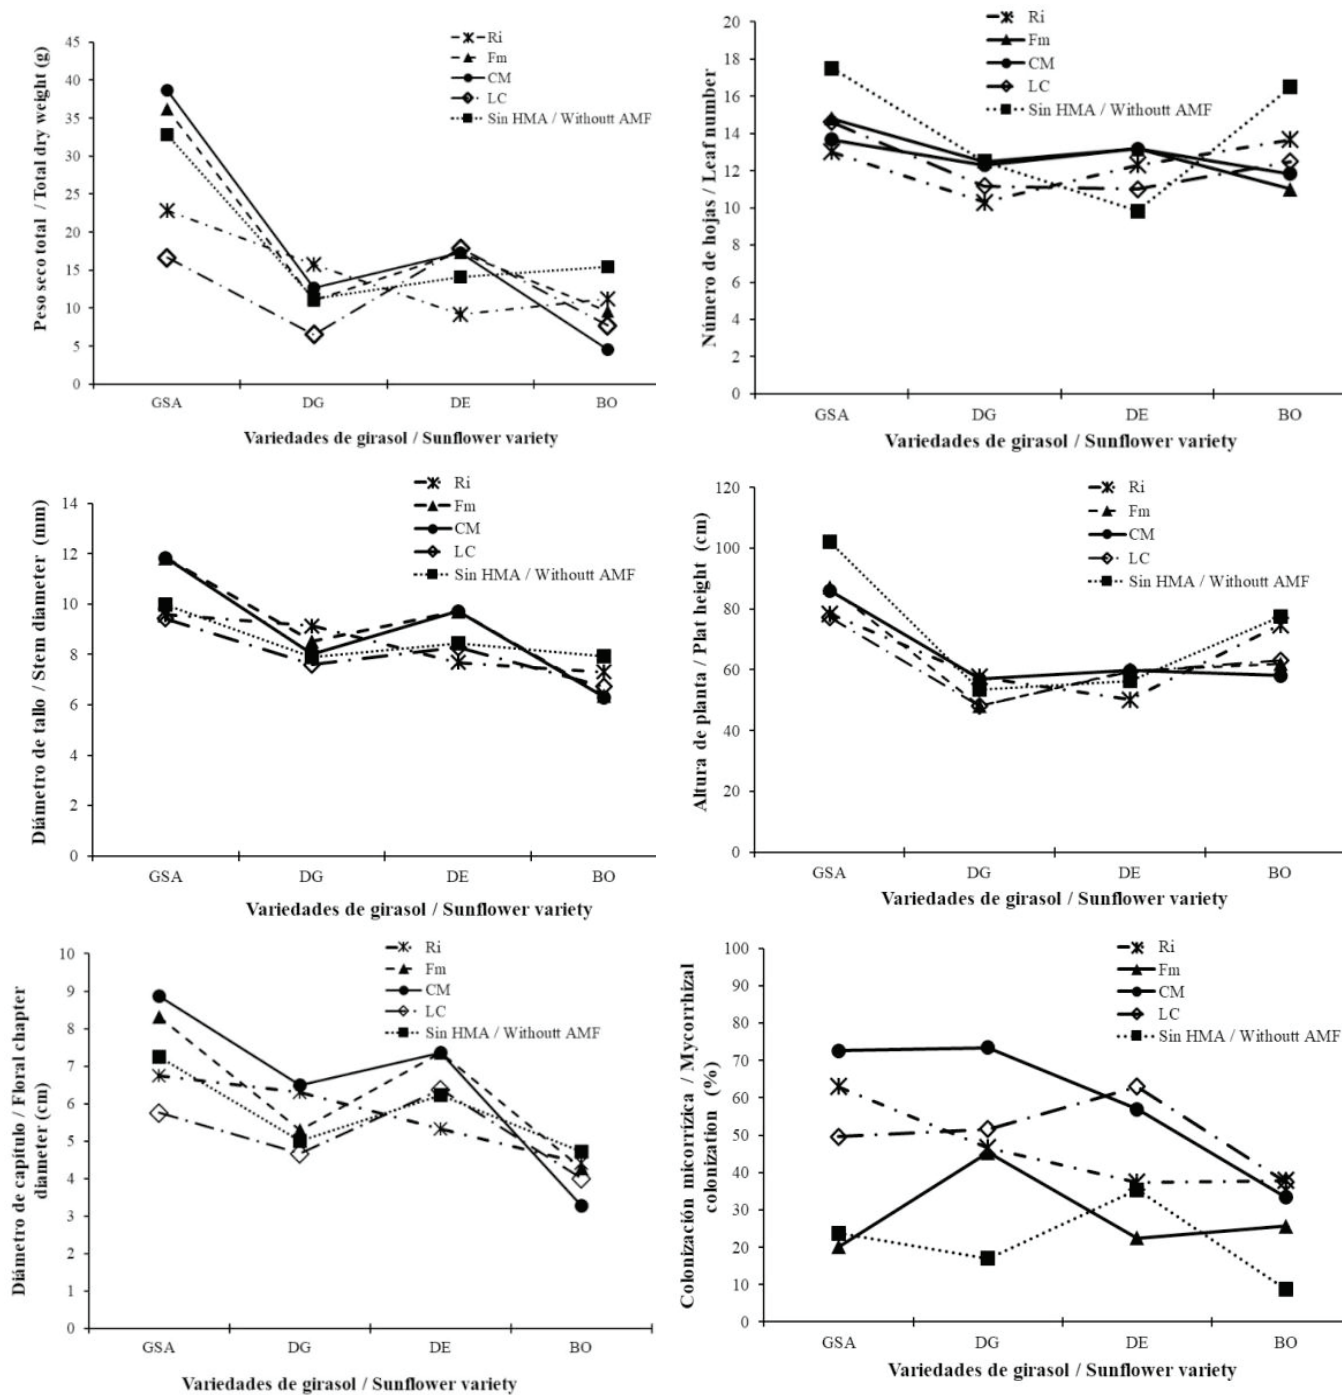 Peso seco total / Total dry weight (g)
45
40
35
30
25
20
15
10
5
0
Ri
Fm
CM
LC
Sin HMA / Withoutt AMF
GSA DG DE BO
Variedades de girasol / Sunflower variety
Número de hojas / Leaf number
20
18
16
14
12
10
8
6
4
2
0
Ri
Fm
CM
LC
Sin HMA / Withoutt AMF
GSA DG DE BO
Variedades de girasol / Sunflower variety
Diámetro de tallo / Stem diameter (mm)
14
12
10
8
6
4
2
0
Ri
Fm
CM
LC
Sin HMA / Withoutt AMF
GSA DG DE BO
Variedades de girasol / Sunflower variety
Altura de planta / Plat height (cm)
120
100
80
60
40
20
0
Ri
Fm
CM
LC
Sin HMA / Withoutt AMF
GSA DG DE BO
Variedades de girasol / Sunflower variety
Diámetro de capitulo / Floral chapter
diameter (cm)
10
9
8
7
6
5
4
3
2
1
0
Ri
Fm
CM
LC
Sin HMA / Withoutt AMF
GSA DG DE BO
Variedades de girasol / Sunflower variety
Colonización micorrízica / Mycorrhizal
colonization (%)
100
90
80
70
60
50
40
30
20
10
0
Ri
Fm
CM
LC
Sin HMA / Withoutt AMF
GSA DG DE BO
Variedades de girasol / Sunflower variety